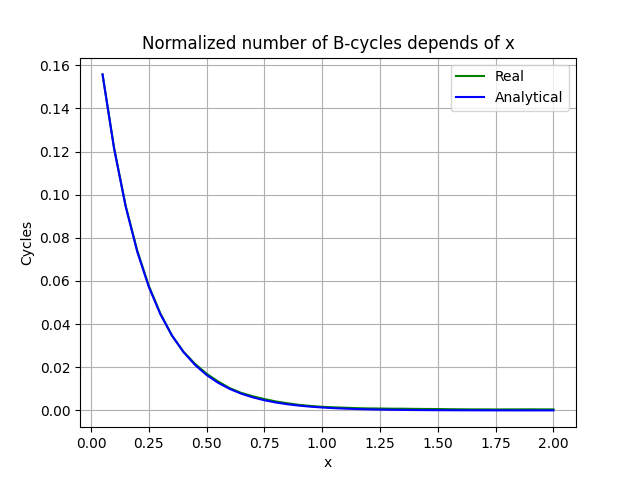 Normalized number of B-cycles depends of x
0.16
0.14
0.12
0.10
0.08
0.06
0.04
0.02
0.00
Cycles
Real
Analytical
0.00 0.25 0.50 0.75 1.00 1.25 1.50 1.75 2.00
x